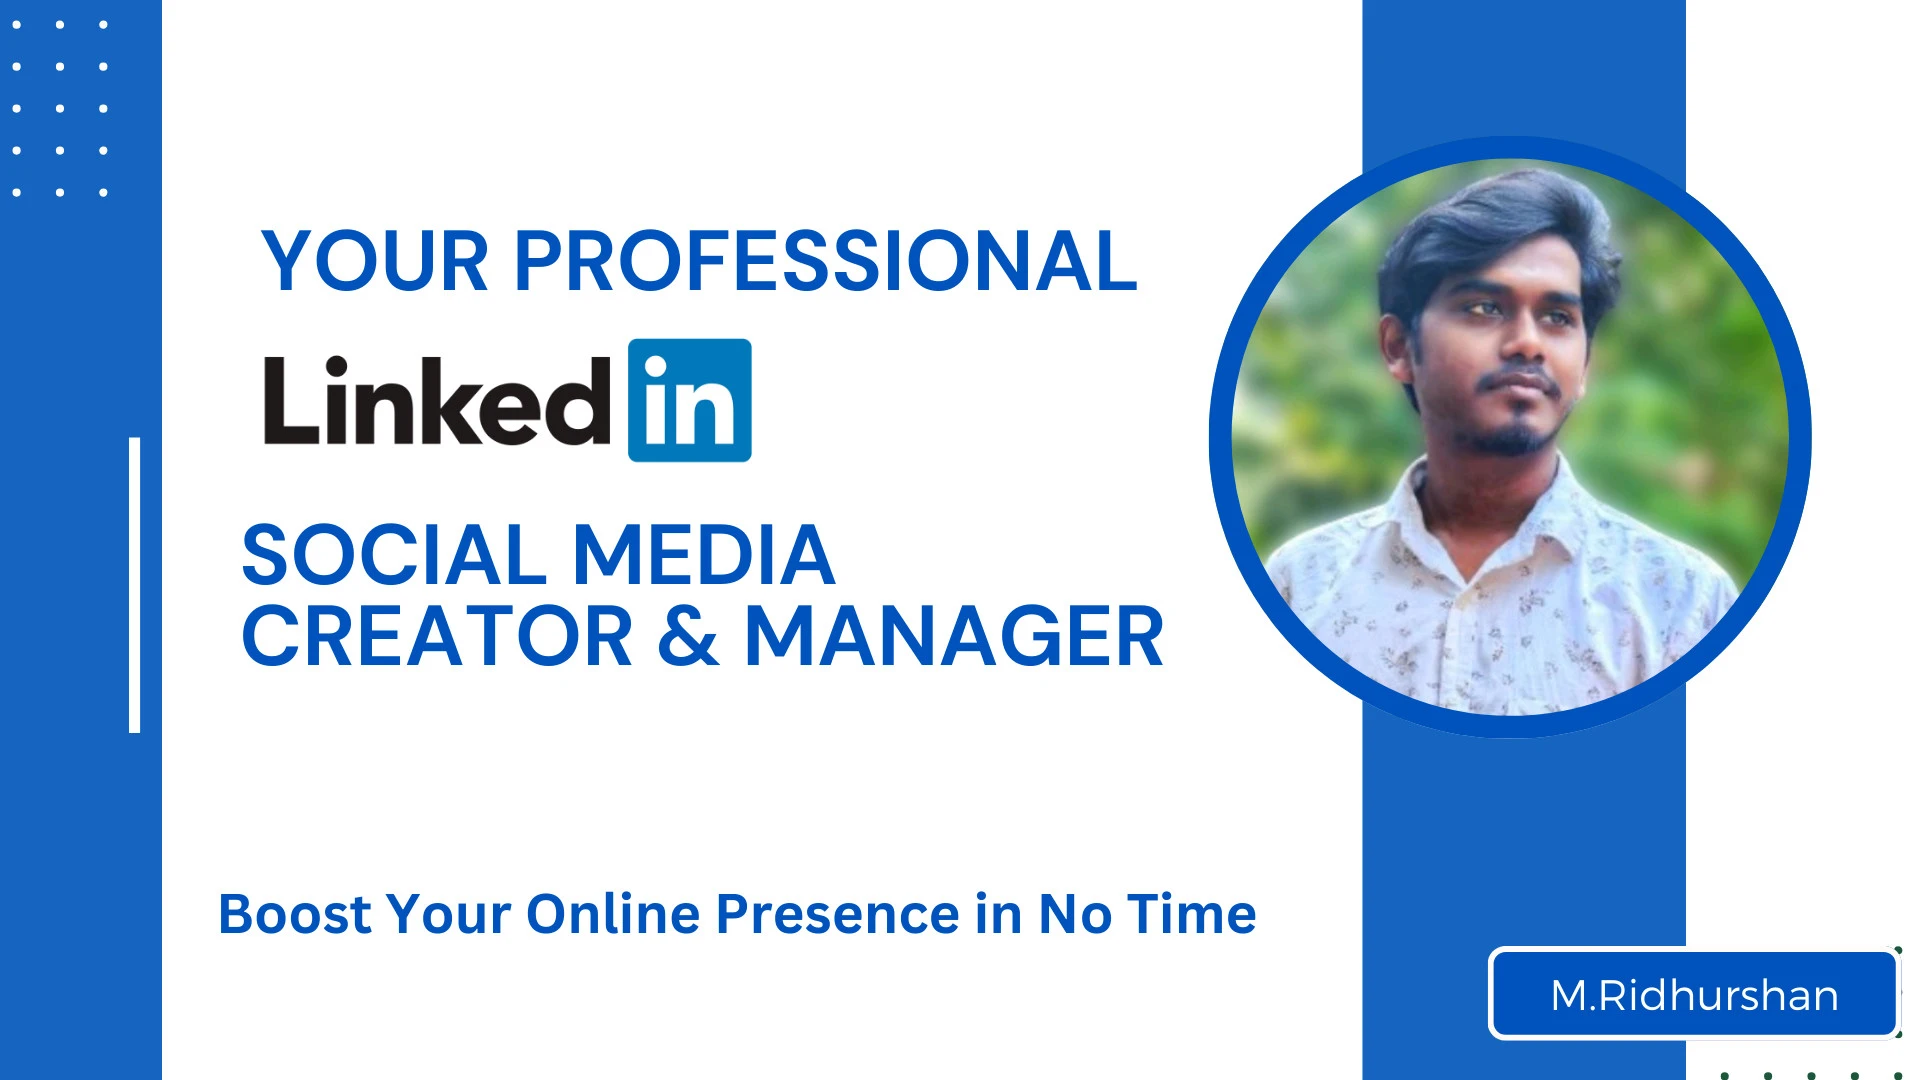 YOUR PROFESSIONAL
Linked in
SOCIAL MEDIA
CREATOR & MANAGER
Boost Your Online Presence in No Time
M.Ridhurshan